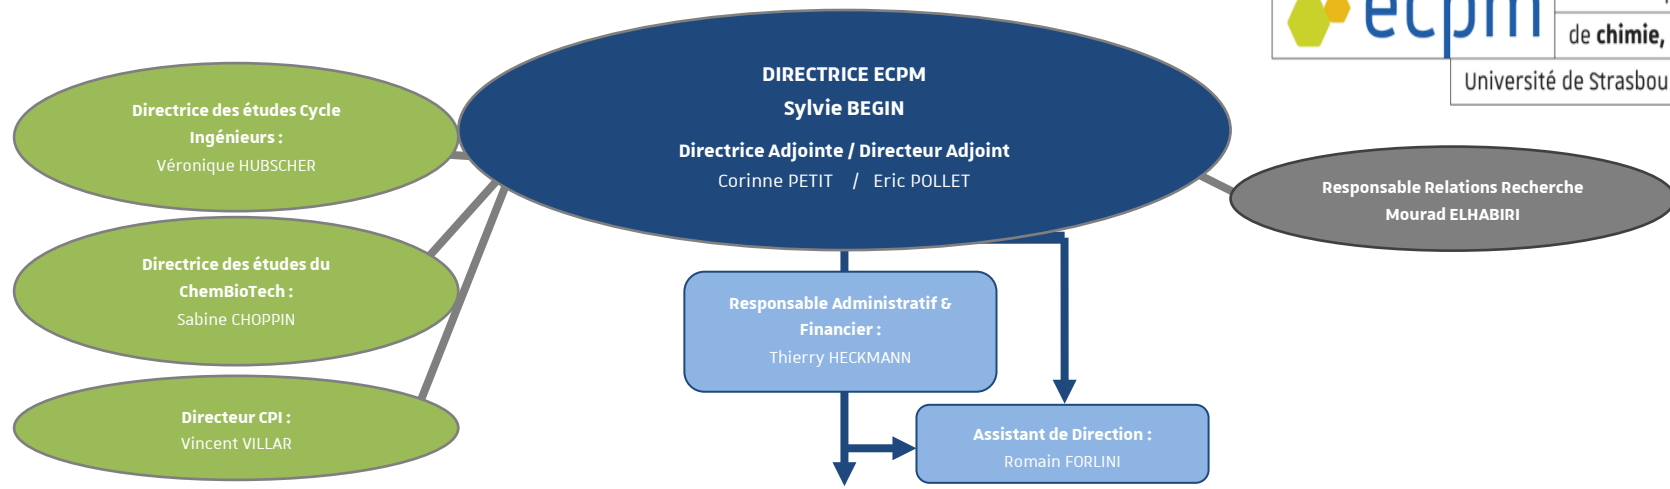 ecpm
de chimie,
Université de Strasbou
DIRECTRICE ECPM
Sylvie BEGIN
Directrice Adjointe / Directeur Adjoint
Corinne PETIT / Eric POLLET
Directrice des études Cycle
Ingénieurs :
Véronique HUBSCHER
Directrice des études du
ChemBioTech :
Sabine CHOPPIN
Directeur CPI :
Vincent VILLAR
Responsable Relations Recherche
Mourad ELHABIRI
Responsable Administratif &
Financier :
Thierry HECKMANN
Assistant de Direction :
Romain FORLINI